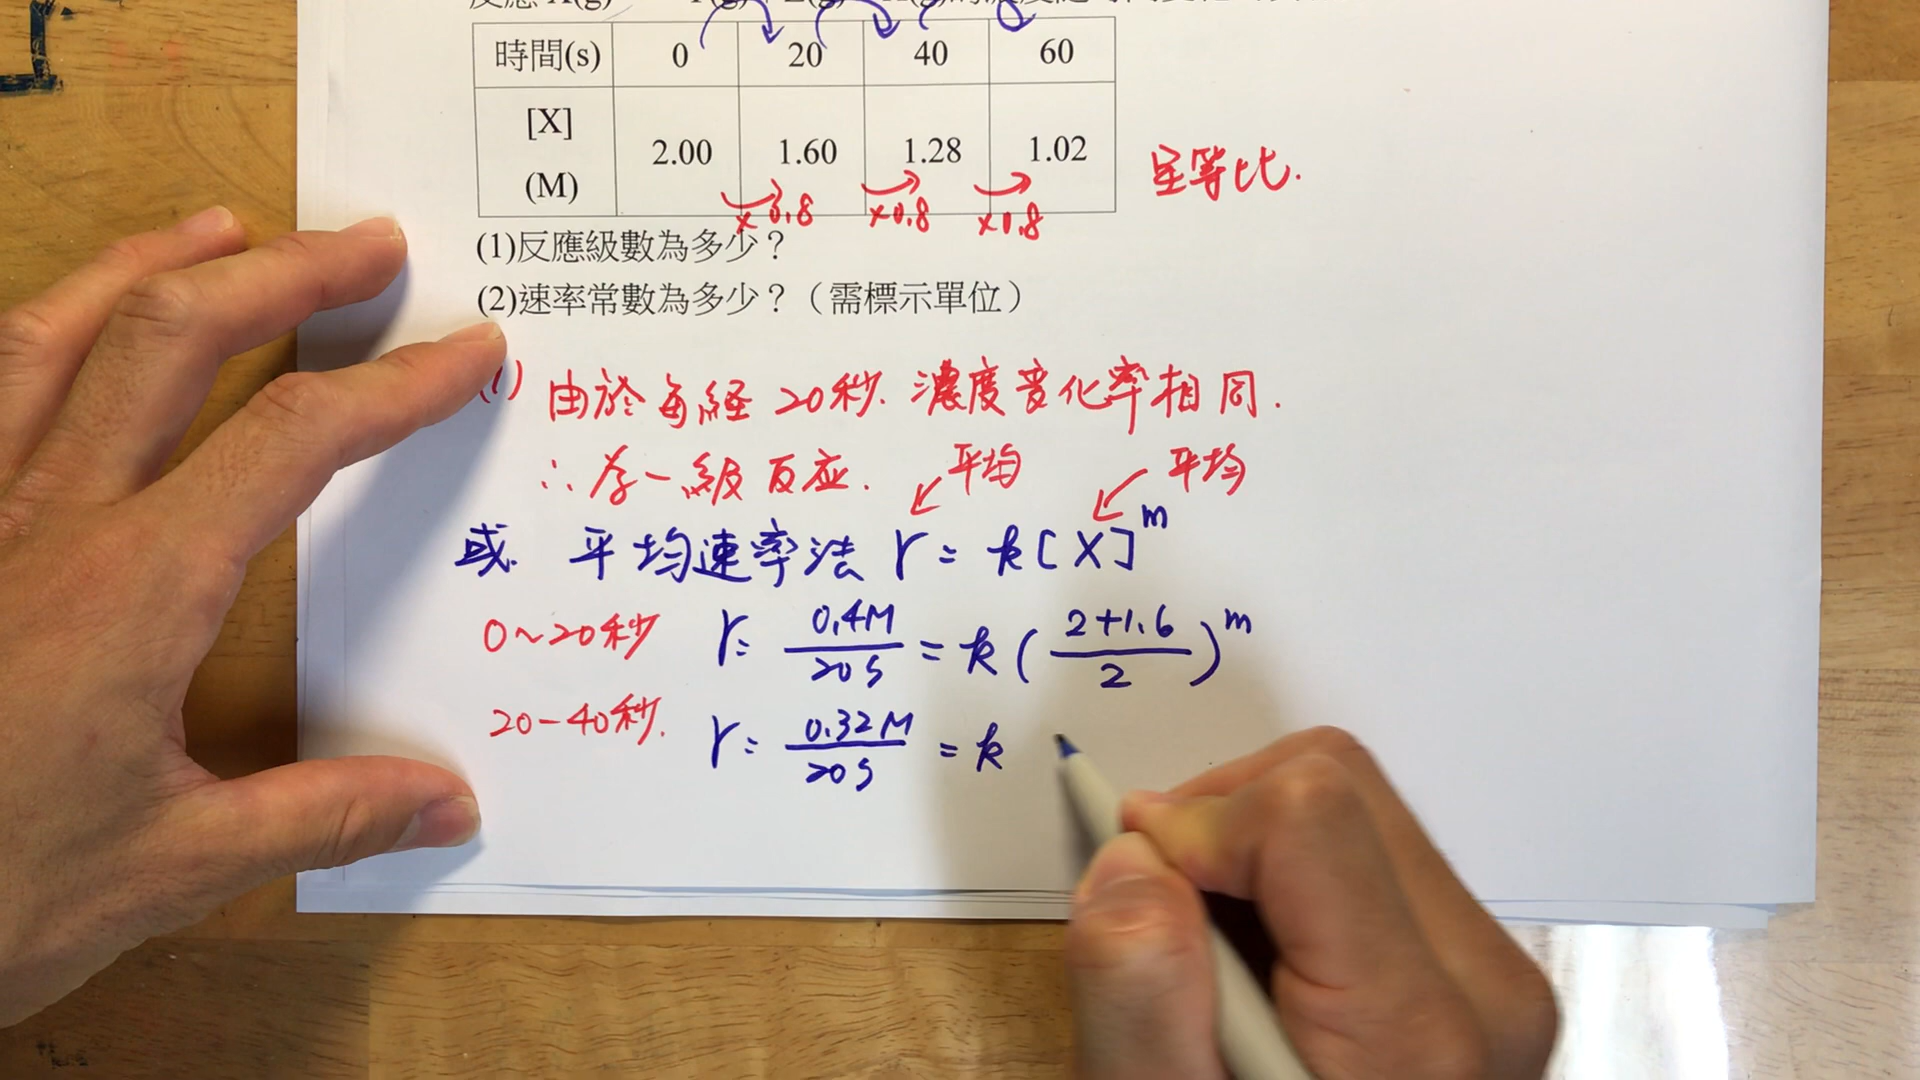 時間(s) 0 20 40 60
[X]
(M) 2.00 1.60 1.28 1.02
呈等比.
×0.8 ×0.8 ×0.8
(1)反應級數為多少？
(2)速率常數為多少？（需標示單位）
(1) 由於每経 20秒. 濃度变化率相同.
∴ 為一級反应. 平均 平均
或. 平均速率法 r = k[X]^m
0~20秒 r= 0.4M/20s = k((2+1.6)/2)^m
20-40秒. r= 0.32M/20s = k